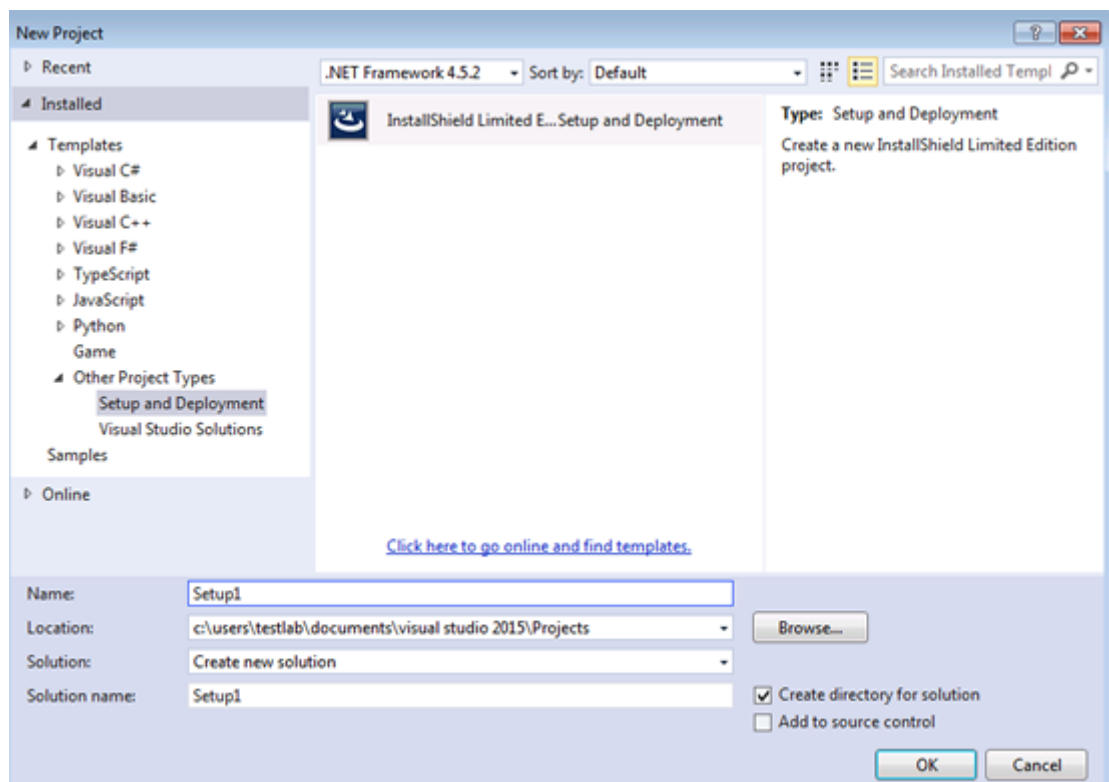 New Project
Recent
.NET Framework 4.5.2
Sort by: Default
Search Installed Templ
Installed
Templates
Visual C#
Visual Basic
Visual C++
Visual F#
TypeScript
JavaScript
Python
Game
Other Project Types
Setup and Deployment
Visual Studio Solutions
Samples
Online
InstallShield Limited E... Setup and Deployment
Click here to go online and find templates.
Type: Setup and Deployment
Create a new InstallShield Limited Edition
project.
Name: Setup1
Location: c:\users\testlab\documents\visual studio 2015\Projects
Browse...
Solution: Create new solution
Solution name: Setup1
Create directory for solution
Add to source control
OK
Cancel